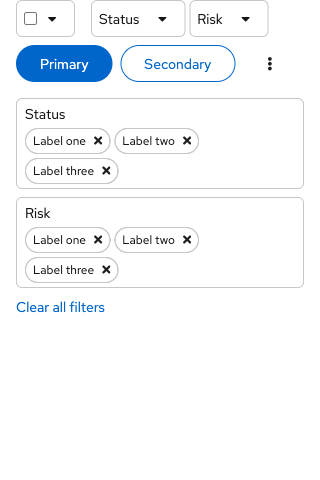 Status Risk
Primary Secondary
Status
Label one Label two
Label three
Risk
Label one Label two
Label three
Clear all filters